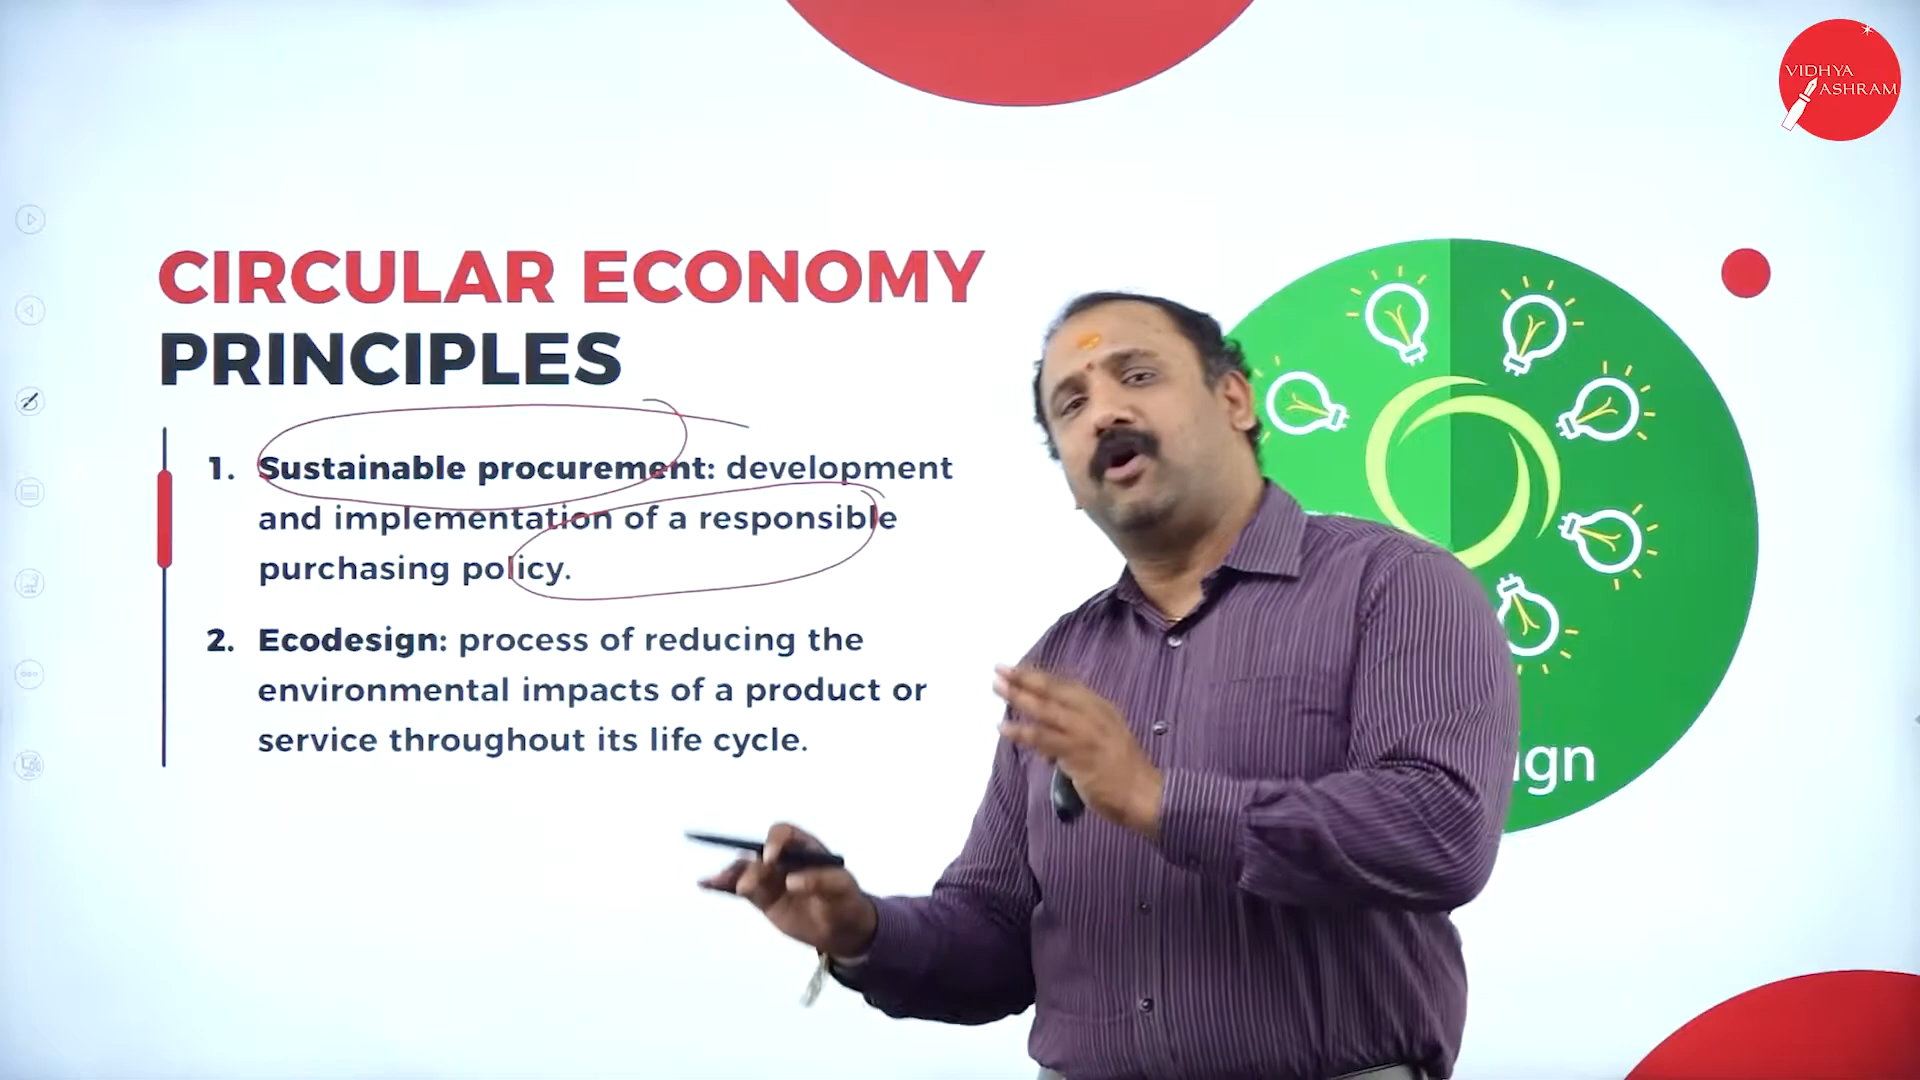 VIDHYA
ASHRAM
CIRCULAR ECONOMY
PRINCIPLES
1. Sustainable procurement: development
and implementation of a responsible
purchasing policy.
2. Ecodesign: process of reducing the
environmental impacts of a product or
service throughout its life cycle.